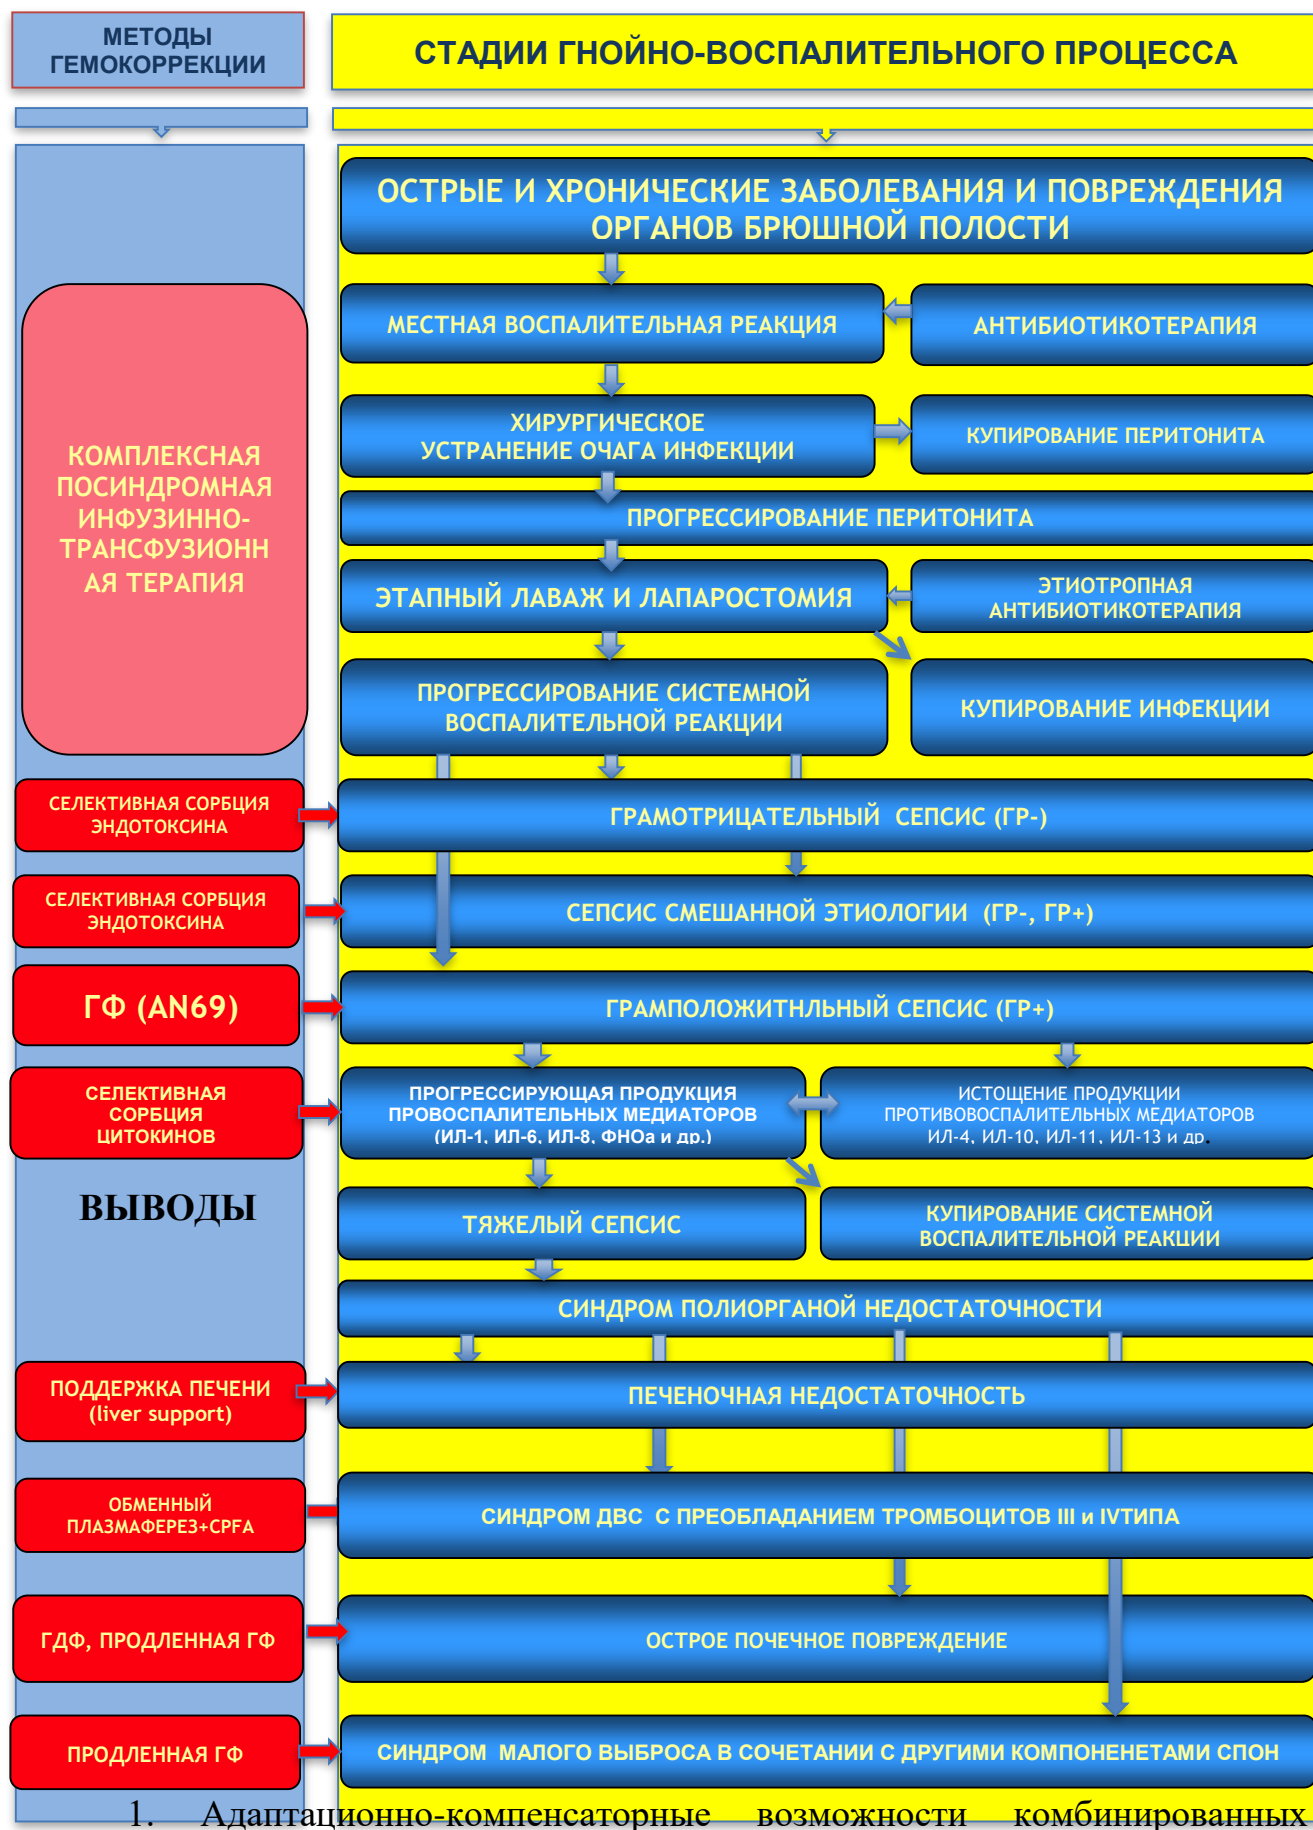 МЕТОДЫ
ГЕМОКОРРЕКЦИИ
СТАДИИ ГНОЙНО-ВОСПАЛИТЕЛЬНОГО ПРОЦЕССА
ОСТРЫЕ И ХРОНИЧЕСКИЕ ЗАБОЛЕВАНИЯ И ПОВРЕЖДЕНИЯ
ОРГАНОВ БРЮШНОЙ ПОЛОСТИ
МЕСТНАЯ ВОСПАЛИТЕЛЬНАЯ РЕАКЦИЯ
АНТИБИОТИКОТЕРАПИЯ
ХИРУРГИЧЕСКОЕ
УСТРАНЕНИЕ ОЧАГА ИНФЕКЦИИ
КУПИРОВАНИЕ ПЕРИТОНИТА
КОМПЛЕКСНАЯ
ПОСИНДРОМНАЯ
ИНФУЗИННО-
ТРАНСФУЗИОНН
АЯ ТЕРАПИЯ
ПРОГРЕССИРОВАНИЕ ПЕРИТОНИТА
ЭТАПНЫЙ ЛАВАЖ И ЛАПАРОСТОМИЯ
ЭТИОТРОПНАЯ
АНТИБИОТИКОТЕРАПИЯ
ПРОГРЕССИРОВАНИЕ СИСТЕМНОЙ
ВОСПАЛИТЕЛЬНОЙ РЕАКЦИИ
КУПИРОВАНИЕ ИНФЕКЦИИ
СЕЛЕКТИВНАЯ СОРБЦИЯ
ЭНДОТОКСИНА
ГРАМОТРИЦАТЕЛЬНЫЙ СЕПСИС (ГР-)
СЕЛЕКТИВНАЯ СОРБЦИЯ
ЭНДОТОКСИНА
СЕПСИС СМЕШАННОЙ ЭТИОЛОГИИ (ГР-, ГР+)
ГФ (AN69)
ГРАМПОЛОЖИТНЛЬНЫЙ СЕПСИС (ГР+)
СЕЛЕКТИВНАЯ
СОРБЦИЯ
ЦИТОКИНОВ
ПРОГРЕССИРУЮЩАЯ ПРОДУКЦИЯ
ПРОВОСПАЛИТЕЛЬНЫХ МЕДИАТОРОВ
(ИЛ-1, ИЛ-6, ИЛ-8, ФНОа и др.)
ИСТОЩЕНИЕ ПРОДУКЦИИ
ПРОТИВОВОСПАЛИТЕЛЬНЫХ МЕДИАТОРОВ
ИЛ-4, ИЛ-10, ИЛ-11, ИЛ-13 и др.
ВЫВОДЫ
ТЯЖЕЛЫЙ СЕПСИС
КУПИРОВАНИЕ СИСТЕМНОЙ
ВОСПАЛИТЕЛЬНОЙ РЕАКЦИИ
СИНДРОМ ПОЛИОРГАНОЙ НЕДОСТАТОЧНОСТИ
ПОДДЕРЖКА ПЕЧЕНИ
(liver support)
ПЕЧЕНОЧНАЯ НЕДОСТАТОЧНОСТЬ
ОБМЕННЫЙ
ПЛАЗМАФЕРЕЗ+CPFA
СИНДРОМ ДВС С ПРЕОБЛАДАНИЕМ ТРОМБОЦИТОВ III и IVТИПА
ГДФ, ПРОДЛЕННАЯ ГФ
ОСТРОЕ ПОЧЕЧНОЕ ПОВРЕЖДЕНИЕ
ПРОДЛЕННАЯ ГФ
СИНДРОМ МАЛОГО ВЫБРОСА В СОЧЕТАНИИ С ДРУГИМИ КОМПОНЕНЕТАМИ СПОН
1. Адаптационно-компенсаторные возможности комбинированных